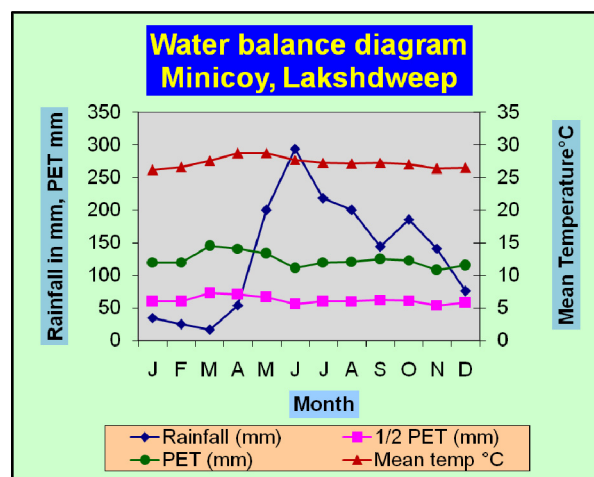 Water balance diagram
Minicoy, Lakshdweep
Rainfall in mm, PET mm
350
300
250
200
150
100
50
0
35
30
25
20
15
10
5
0
Mean Temperature°C
J F M A M J J A S O N D
Month
Rainfall (mm) 1/2 PET (mm)
PET (mm) Mean temp °C